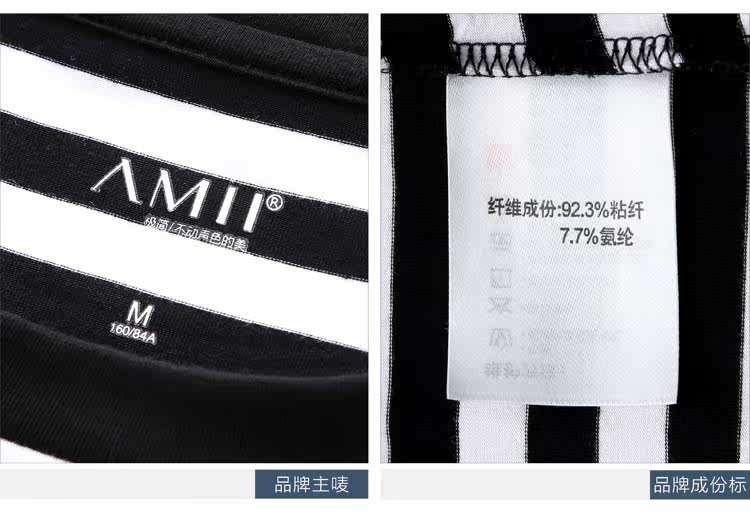 AMII®
极简/不动声色的美
M
160/84A
纤维成份:92.3%粘纤
7.7%氨纶
品牌主唛
品牌成份标